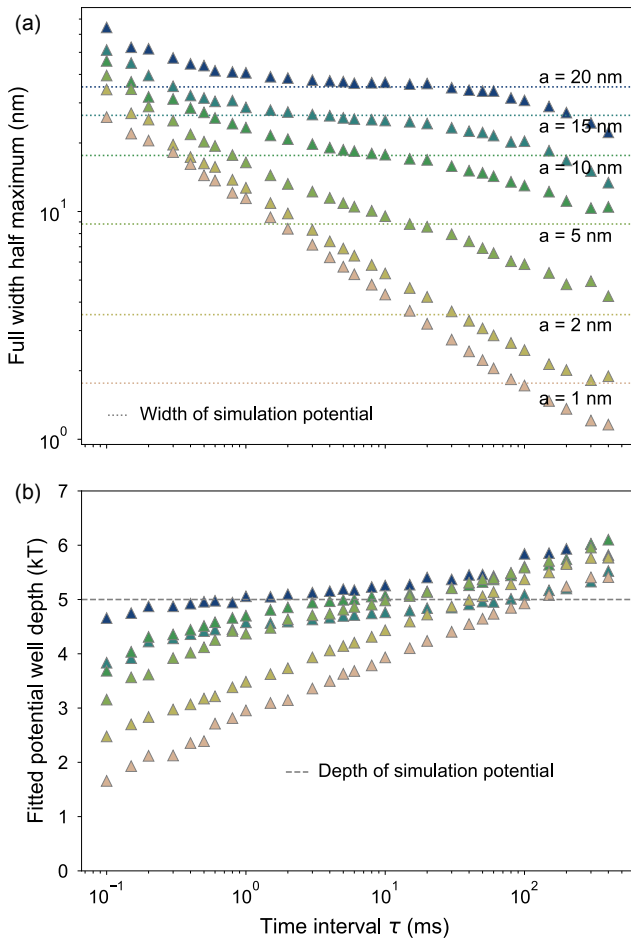 (a)
Full width half maximum (nm)
10¹
10⁰
a = 20 nm
a = 15 nm
a = 10 nm
a = 5 nm
a = 2 nm
a = 1 nm
Width of simulation potential
(b)
Fitted potential well depth (kT)
7
6
5
4
3
2
1
0
Depth of simulation potential
10⁻¹
10⁰
10¹
10²
Time interval τ (ms)